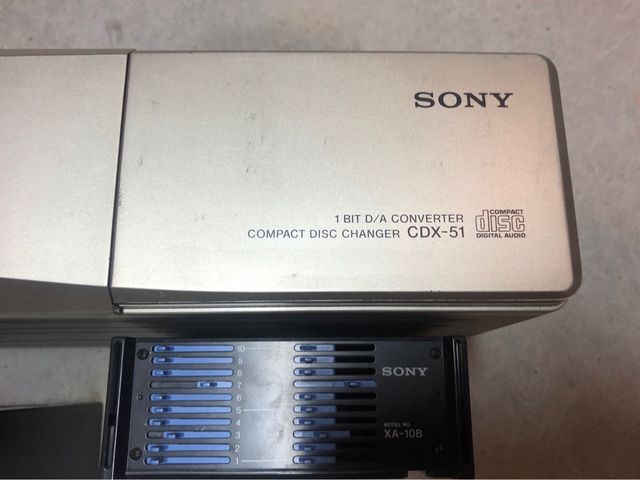 SONY
1 BIT D/A CONVERTER
COMPACT DISC CHANGER CDX-51
COMPACT
disc
DIGITAL AUDIO
10
9
8
7
6
5
4
3
2
1
SONY
MODEL NO
XA-10B